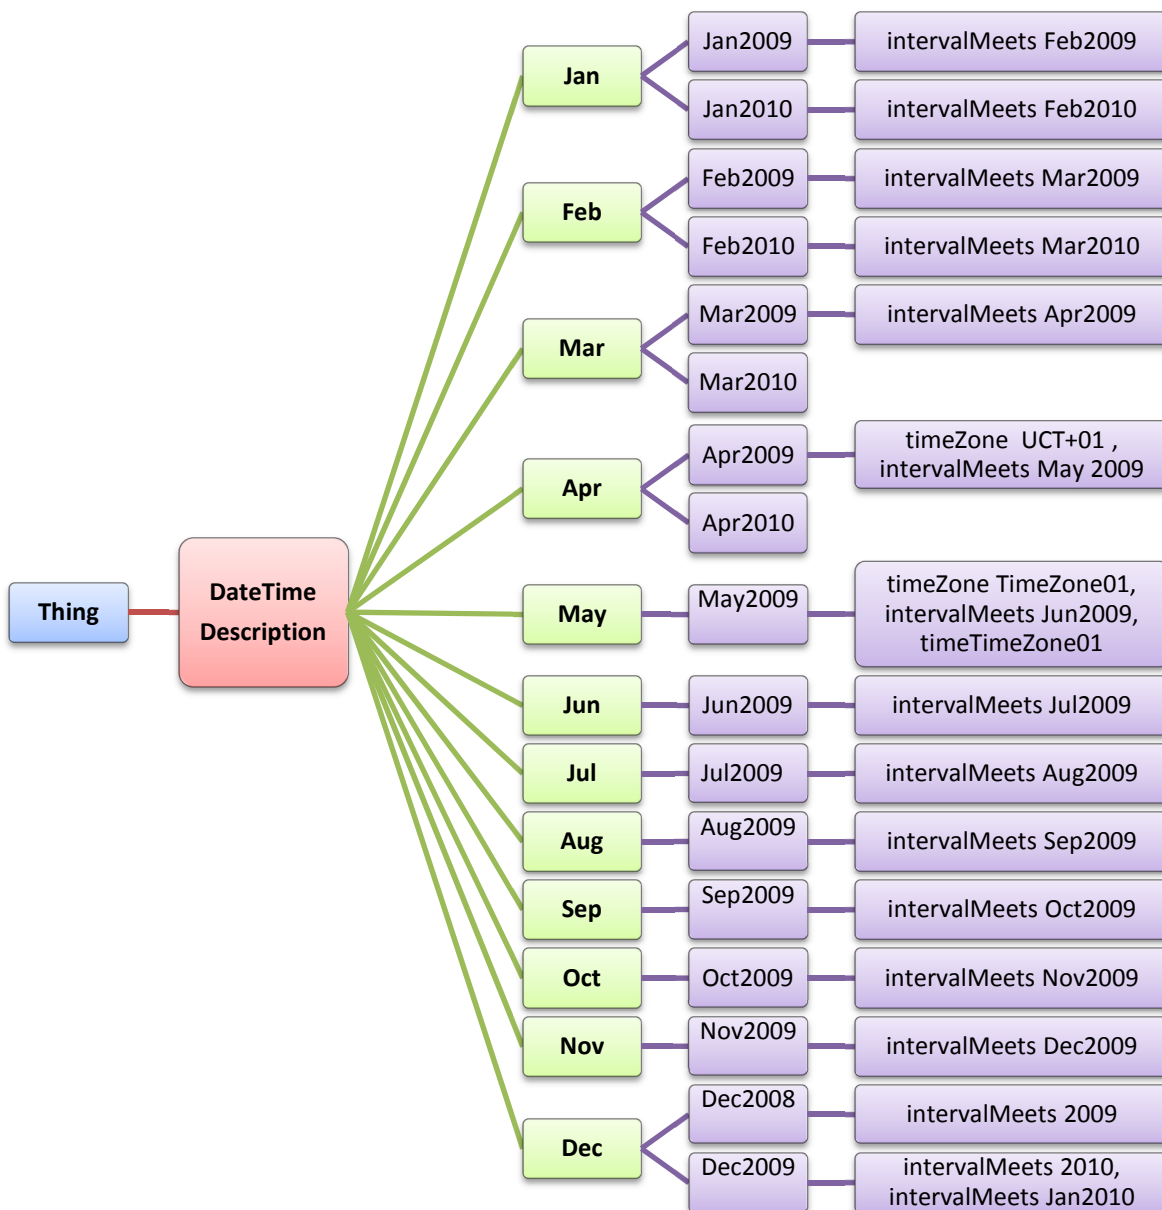 Thing
DateTime
Description
Jan
Jan2009
intervalMeets Feb2009
Jan2010
intervalMeets Feb2010
Feb
Feb2009
intervalMeets Mar2009
Feb2010
intervalMeets Mar2010
Mar
Mar2009
intervalMeets Apr2009
Mar2010
Apr
Apr2009
timeZone UCT+01 ,
intervalMeets May 2009
Apr2010
May
May2009
timeZone TimeZone01,
intervalMeets Jun2009,
timeTimeZone01
Jun
Jun2009
intervalMeets Jul2009
Jul
Jul2009
intervalMeets Aug2009
Aug
Aug2009
intervalMeets Sep2009
Sep
Sep2009
intervalMeets Oct2009
Oct
Oct2009
intervalMeets Nov2009
Nov
Nov2009
intervalMeets Dec2009
Dec
Dec2008
intervalMeets 2009
Dec2009
intervalMeets 2010,
intervalMeets Jan2010